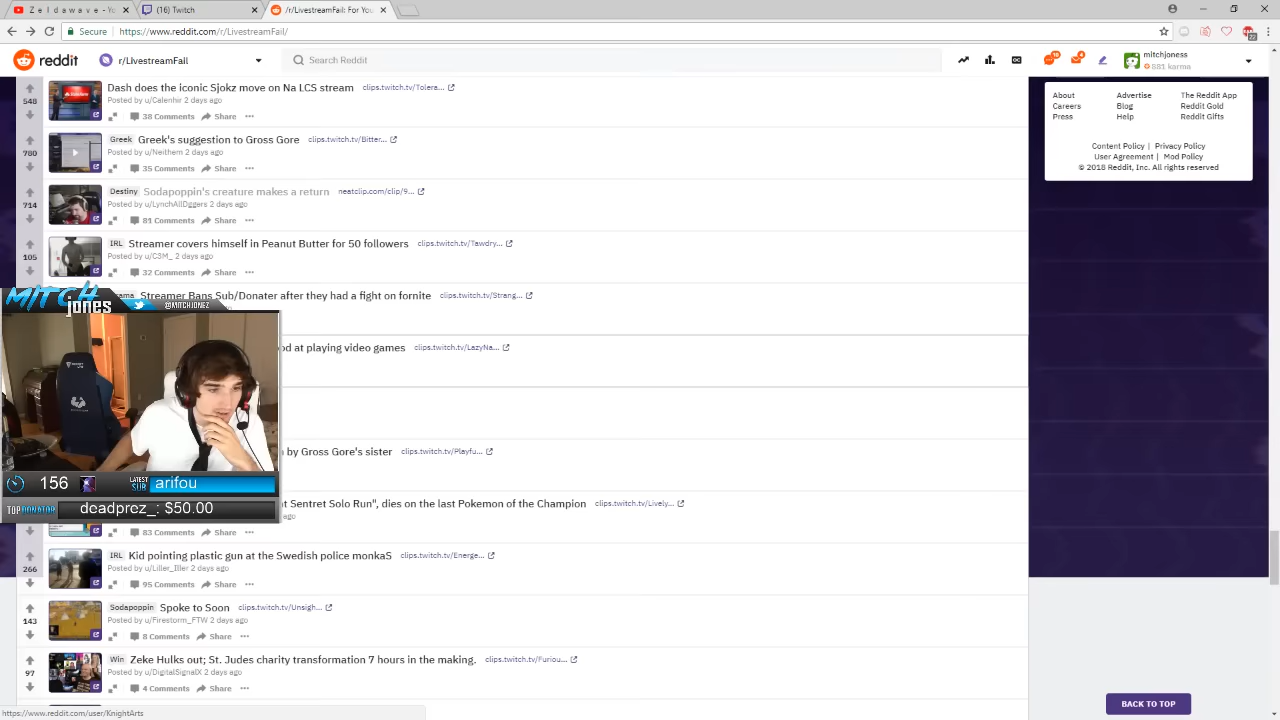 Z e l d a w a v e - Yo
(16) Twitch
/r/LivestreamFail: For You
Secure
https://www.reddit.com/r/LivestreamFail/
22
reddit
/r/LivestreamFail
Search Reddit
mitchjoness
881 karma
548
Dash does the iconic Sjokz move on Na LCS stream
clips.twitch.tv/Tolera...
Posted by u/Calenhir 2 days ago
38 Comments Share
780
Greek Greek's suggestion to Gross Gore
clips.twitch.tv/Bitter...
Posted by u/Neithem 2 days ago
35 Comments Share
714
Destiny Sodapoppin's creature makes a return
neatclip.com/clip/9...
Posted by u/LynchAllDggers 2 days ago
81 Comments Share
105
IRL Streamer covers himself in Peanut Butter for 50 followers
clips.twitch.tv/Tawdry...
Posted by u/C3M_ 2 days ago
32 Comments Share
Streamer Bans Sub/Donater after they had a fight on fornite
clips.twitch.tv/Strang...
at playing video games
clips.twitch.tv/LazyNa...
by Gross Gore's sister
clips.twitch.tv/Playfu...
Sentret Solo Run", dies on the last Pokemon of the Champion
clips.twitch.tv/Lively...
ago
83 Comments Share
266
IRL Kid pointing plastic gun at the Swedish police monkaS
clips.twitch.tv/Energe...
2 days ago
95 Comments Share
143
Sodapoppin Spoke to Soon
clips.twitch.tv/Unsigh...
Posted by u/Firestorm_FTW 2 days ago
8 Comments Share
97
Win Zeke Hulks out; St. Judes charity transformation 7 hours in the making.
clips.twitch.tv/Furiou...
Posted by u/DigitalSignalX 2 days ago
4 Comments Share
https://www.reddit.com/user/KnightArts
About Advertise The Reddit App
Careers Blog Reddit Gold
Press Help Reddit Gifts
Content Policy | Privacy Policy
User Agreement | Mod Policy
© 2018 Reddit, Inc. All rights reserved
BACK TO TOP
MITCH
jones
@MITCHJONEZ
156
LATEST SUB arifou
TOP DONATOR deadprez_: $50.00